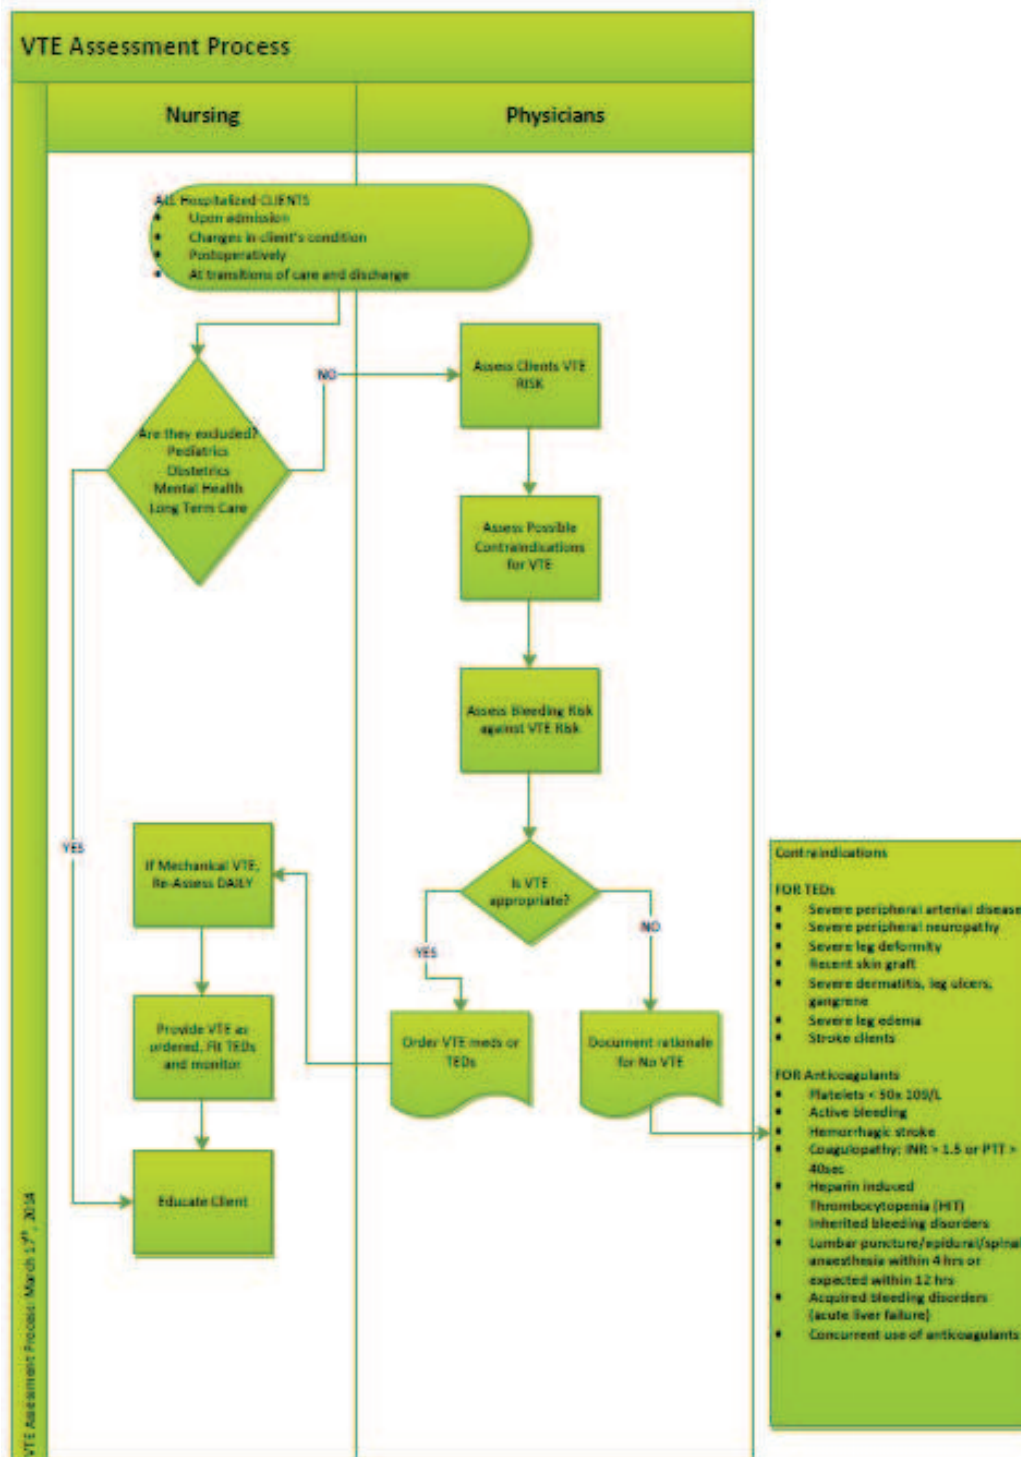 VTE Assessment Process
Nursing
Physicians
ALL Hospitalized CLIENTS
• Upon admission
• Changes in client's condition
• Postoperatively
• At transitions of care and discharge
Are they excluded?
Pediatrics
Obstetrics
Mental Health
Long Term Care
NO
Assess Clients VTE
RISK
Assess Possible
Contraindications
for VTE
Assess Bleeding Risk
against VTE Risk
YES
If Mechanical VTE,
Re-Assess DAILY
Is VTE
appropriate?
YES
NO
Provide VTE as
ordered, Fit TEDs
and monitor
Order VTE meds or
TEDs
Document rationale
for No VTE
Educate Client
Contraindications
FOR TEDs
• Severe peripheral arterial disease
• Severe peripheral neuropathy
• Severe leg deformity
• Recent skin graft
• Severe dermatitis, leg ulcers,
gangrene
• Severe leg edema
• Stroke clients
FOR Anticoagulants
• Platelets < 50x 109/L
• Active bleeding
• Hemorrhagic stroke
• Coagulopathy: INR > 1.5 or PTT >
40sec
• Heparin induced
Thrombocytopenia (HIT)
• Inherited bleeding disorders
• Lumbar puncture/epidural/spinal
anaesthesia within 4 hrs or
expected within 12 hrs
• Acquired bleeding disorders
(acute liver failure)
• Concurrent use of anticoagulants
VTE Assessment Process: March 17th, 2014